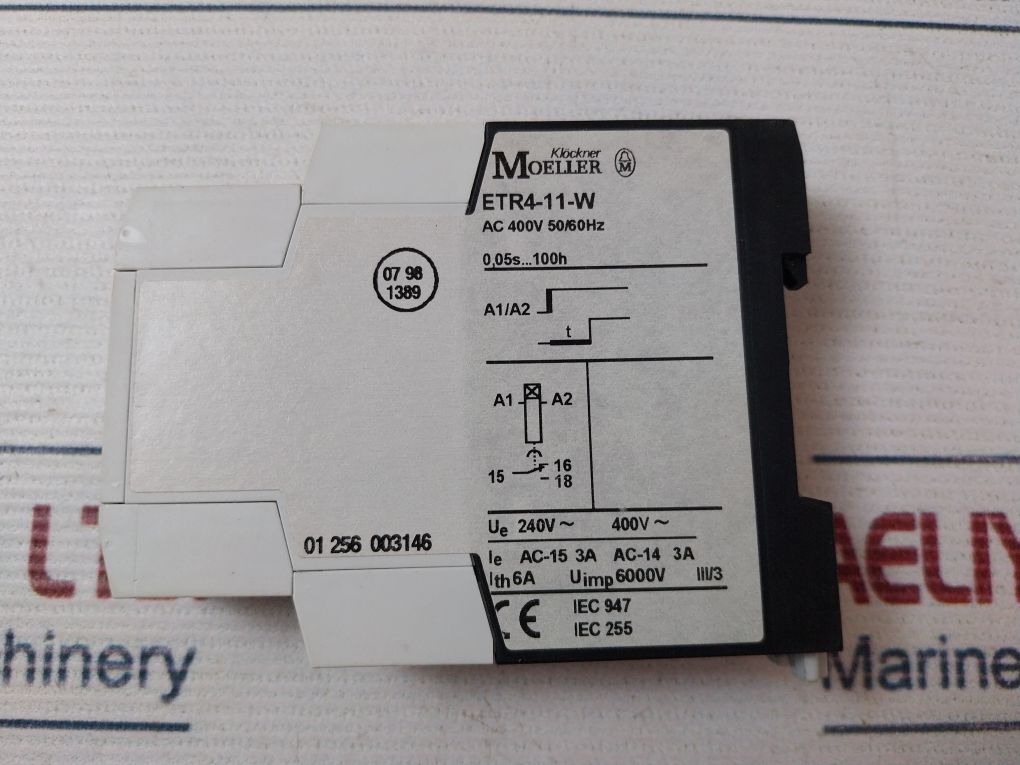 Klöckner
MOELLER M
ETR4-11-W
AC 400V 50/60Hz
0,05s...100h
A1/A2
t
07 98
1389
A1 A2
15 16
18
Ue 240V ~ 400V ~
Ie AC-15 3A AC-14 3A
Ith 6A Uimp 6000V III/3
CE IEC 947
IEC 255
01 256 003146
AELIY
hinery
Marine